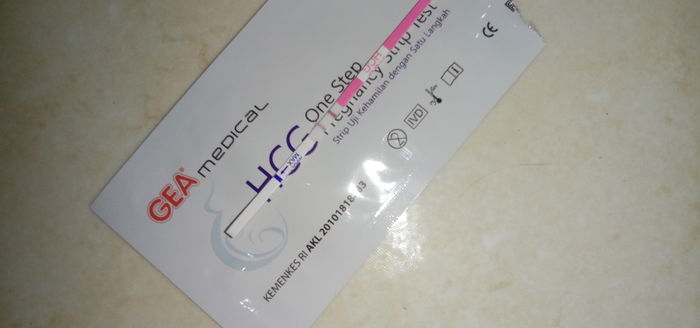 GEA® medical
HCG
One Step
Pregnancy Strip Test
Strip Uji Kehamilan dengan Satu Langkah
IVD
CE
KEMENKES RI AKL
MAX